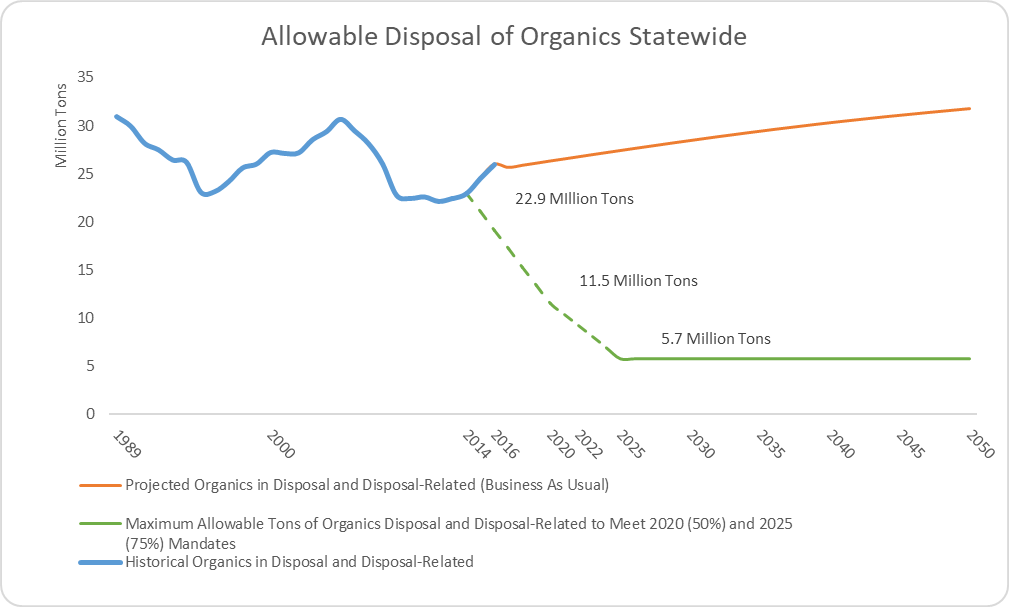 Allowable Disposal of Organics Statewide
Million Tons
35
30
25
20
15
10
5
0
22.9 MIllion Tons
11.5 Million Tons
5.7 Million Tons
1989
2000
2014
2016
2020
2022
2025
2030
2035
2040
2045
2050
Projected Organics in Disposal and Disposal-Related (Business As Usual)
Maximum Allowable Tons of Organics Disposal and Disposal-Related to Meet 2020 (50%) and 2025
(75%) Mandates
Historical Organics in Disposal and Disposal-Related